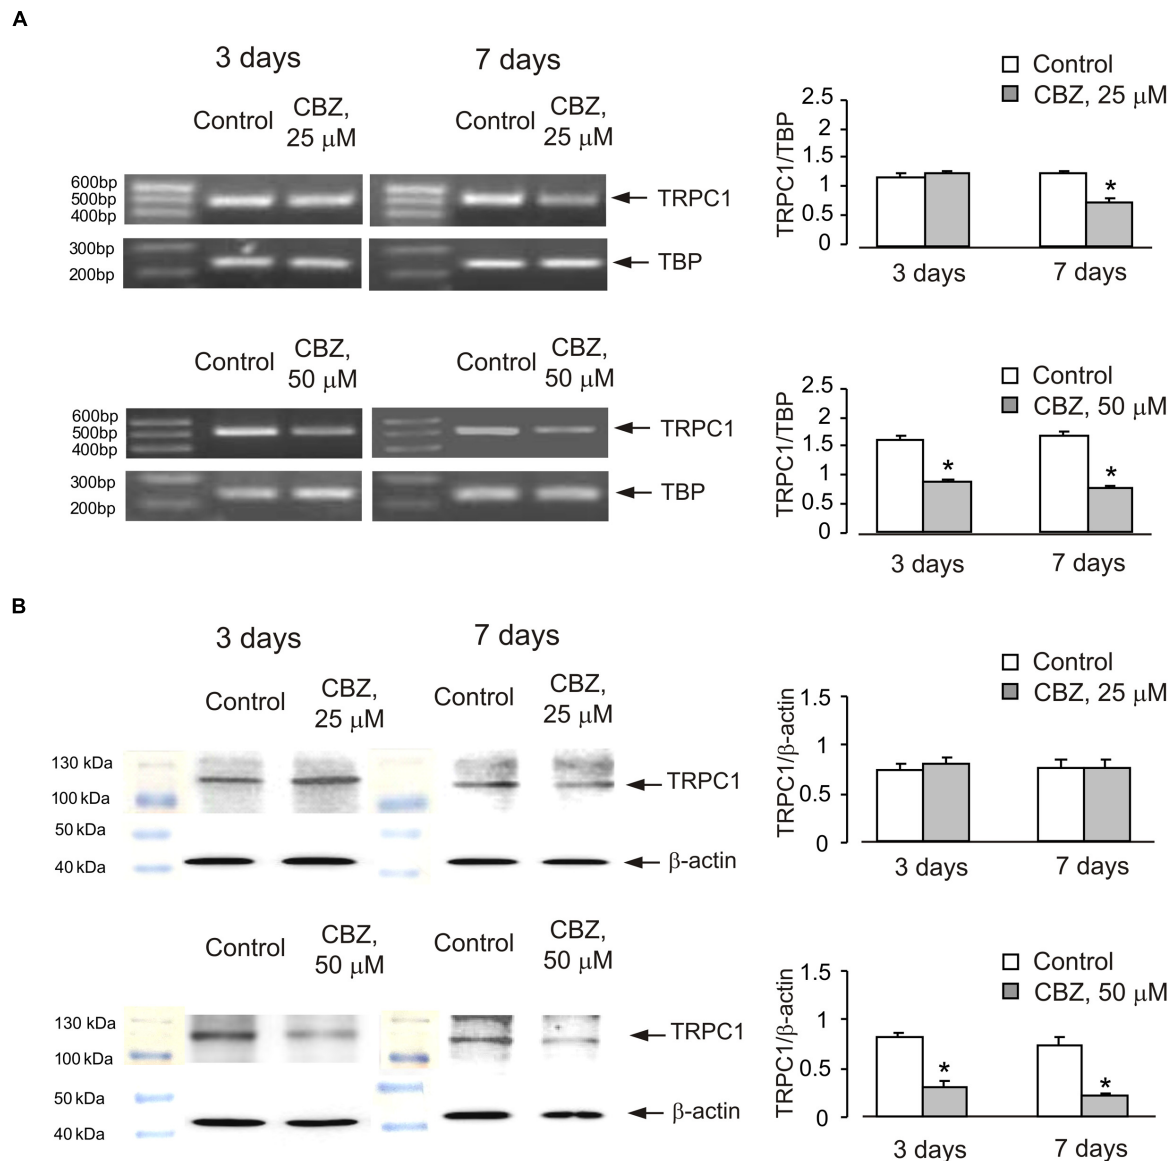 A
3 days
7 days
Control
CBZ,
25 µM
Control
CBZ,
25 µM
600bp
500bp
400bp
TRPC1
300bp
200bp
TBP
Control
CBZ, 25 µM
TRPC1/TBP
2.5
2
1.5
1
0.5
0
*
3 days
7 days
Control
CBZ,
50 µM
Control
CBZ,
50 µM
600bp
500bp
400bp
TRPC1
300bp
200bp
TBP
Control
CBZ, 50 µM
TRPC1/TBP
2.5
2
1.5
1
0.5
0
*
*
3 days
7 days
B
3 days
7 days
Control
CBZ,
25 µM
Control
CBZ,
25 µM
130 kDa
100 kDa
TRPC1
50 kDa
40 kDa
β-actin
Control
CBZ, 25 µM
TRPC1/β-actin
1.5
1
0.5
0
3 days
7 days
Control
CBZ,
50 µM
Control
CBZ,
50 µM
130 kDa
100 kDa
TRPC1
50 kDa
40 kDa
β-actin
Control
CBZ, 50 µM
TRPC1/β-actin
1.5
1
0.5
0
*
*
3 days
7 days